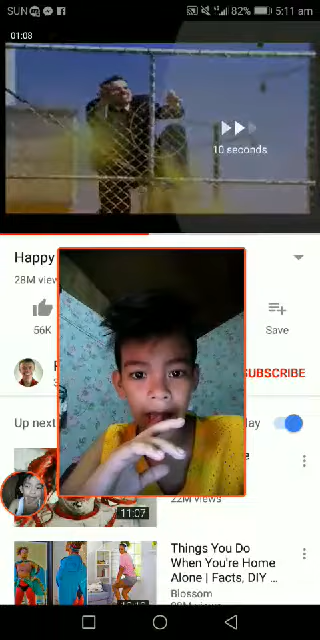 SUN 82% 5:11 am
01:08
10 seconds
Happy
28M
56K
Save
SUBSCRIBE
Up next
22M views
11:07
Things You Do
When You're Home
Alone | Facts, DIY ...
Blossom